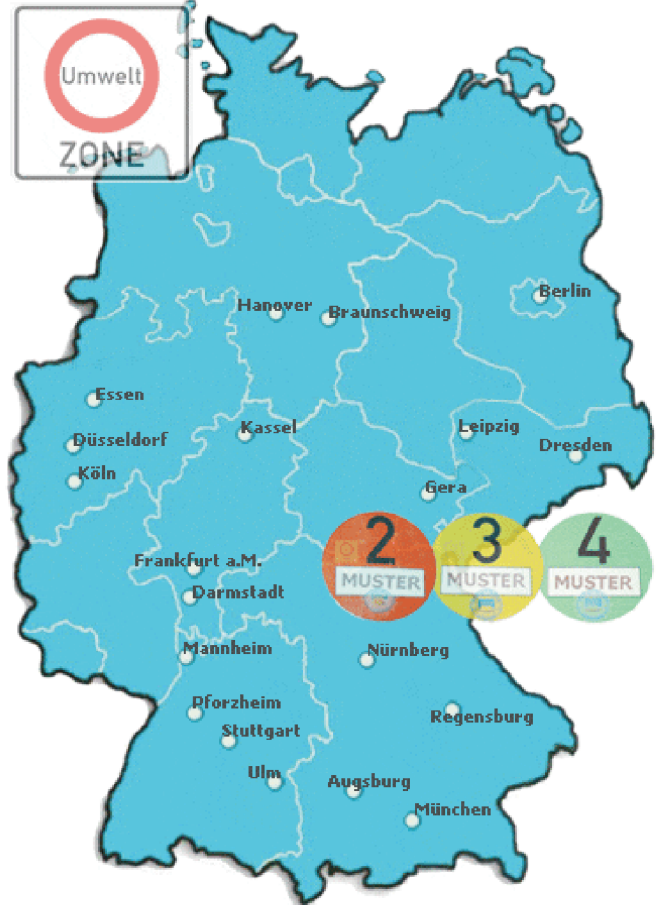 Umwelt
ZONE
Berlin
Hanover
Braunschweig
Essen
Kassel
Leipzig
Düsseldorf
Dresden
Köln
Gera
2
3
4
Frankfurt a.M.
MUSTER
MUSTER
MUSTER
Darmstadt
Mannheim
Nürnberg
Pforzheim
Regensburg
Stuttgart
Ulm
Augsburg
München